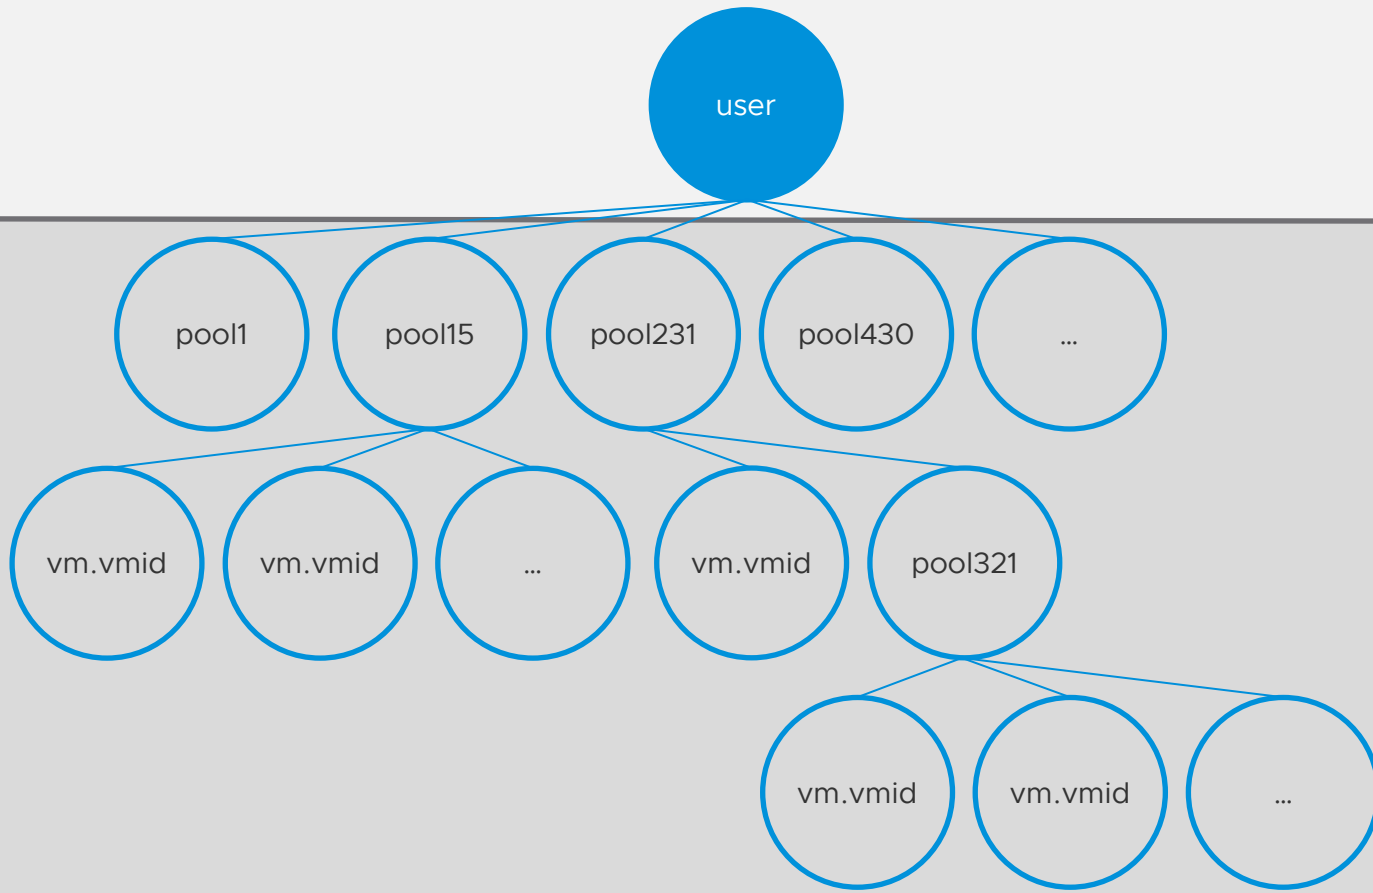 user
pool1
pool15
pool231
pool430
...
vm.vmid
vm.vmid
...
vm.vmid
pool321
vm.vmid
vm.vmid
...